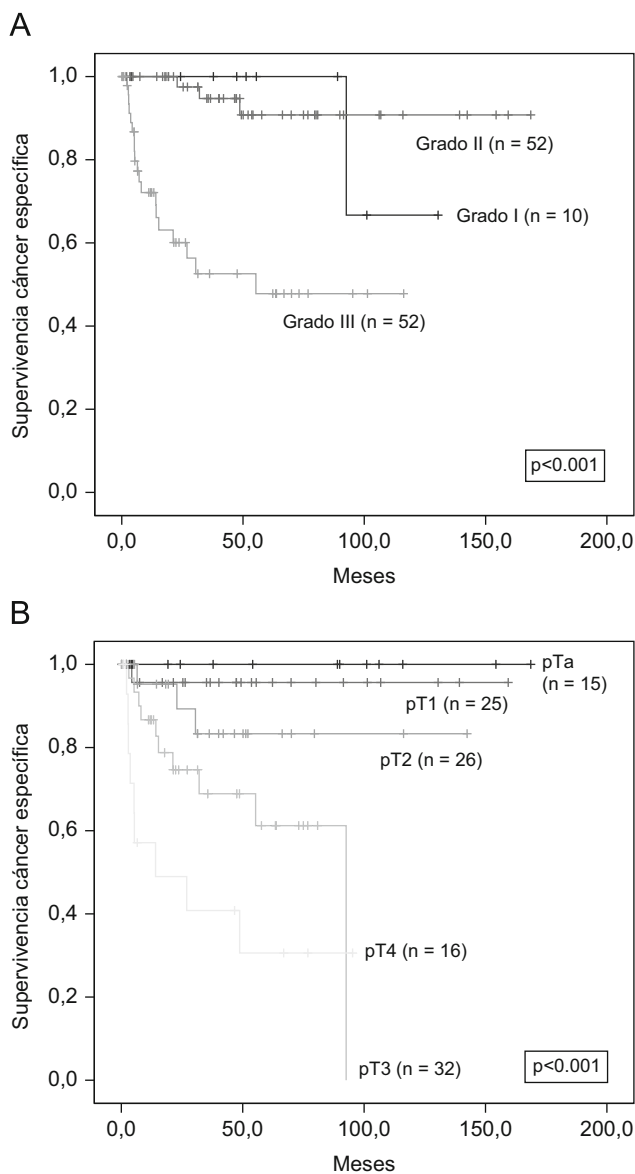 A
Supervivencia cáncer específica
1,0
0,8
0,6
0,4
0,2
0,0
Grado II (n = 52)
Grado I (n = 10)
Grado III (n = 52)
p<0.001
0,0 50,0 100,0 150,0 200,0
Meses
B
Supervivencia cáncer específica
1,0
0,8
0,6
0,4
0,2
0,0
pTa
(n = 15)
pT1 (n = 25)
pT2 (n = 26)
pT4 (n = 16)
pT3 (n = 32)
p<0.001
0,0 50,0 100,0 150,0 200,0
Meses